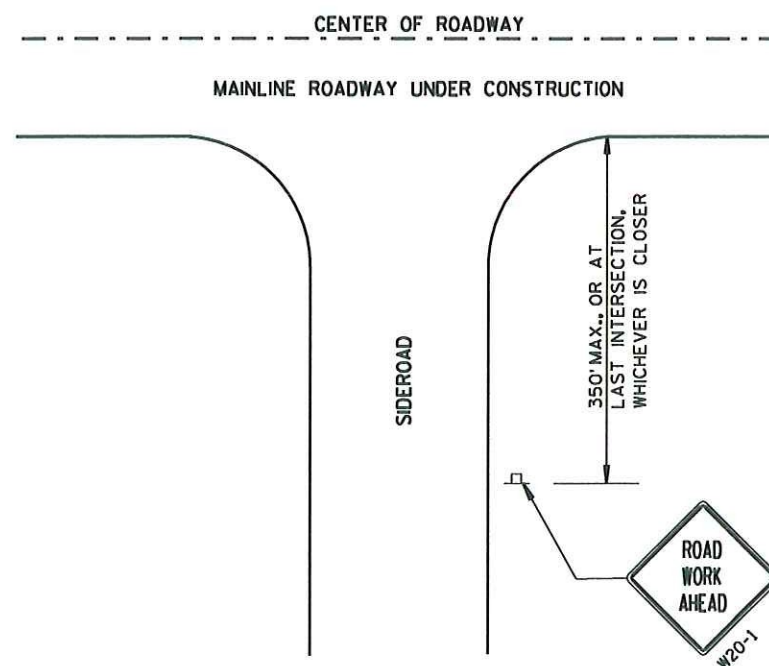 CENTER OF ROADWAY
MAINLINE ROADWAY UNDER CONSTRUCTION
350' MAX., OR AT
LAST INTERSECTION,
WHICHEVER IS CLOSER
SIDEROAD
ROAD
WORK
AHEAD
W20-1